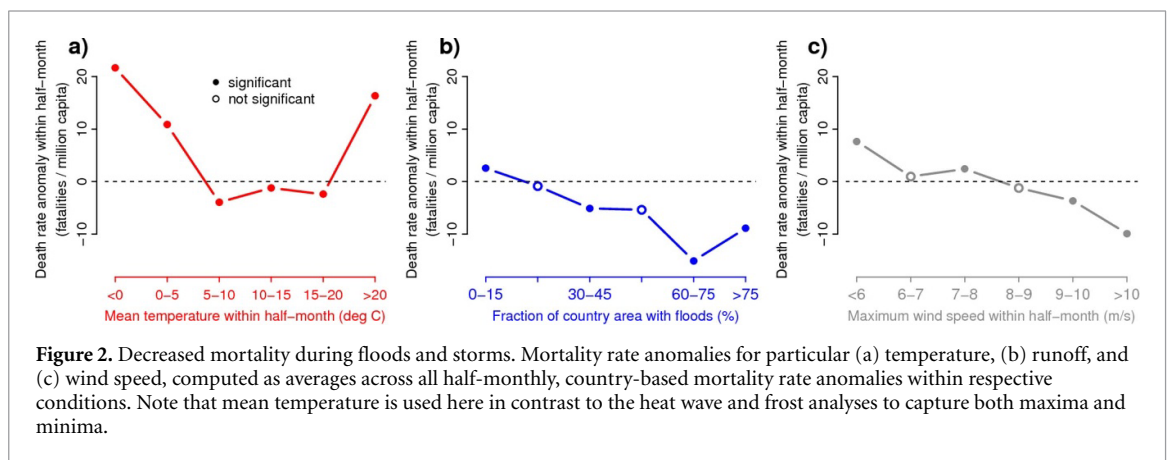 a)
Death rate anomaly within half−month
(fatalities / million capita)
20
10
0
−10
significant
not significant
<0 0−5 5−10 10−15 15−20 >20
Mean temperature within half−month (deg C)
b)
Death rate anomaly within half−month
(fatalities / million capita)
20
10
0
−10
0−15 30−45 60−75 >75
Fraction of country area with floods (%)
c)
Death rate anomaly within half−month
(fatalities / million capita)
20
10
0
−10
<6 6−7 7−8 8−9 9−10 >10
Maximum wind speed within half−month (m/s)
Figure 2. Decreased mortality during floods and storms. Mortality rate anomalies for particular (a) temperature, (b) runoff, and
(c) wind speed, computed as averages across all half-monthly, country-based mortality rate anomalies within respective
conditions. Note that mean temperature is used here in contrast to the heat wave and frost analyses to capture both maxima and
minima.